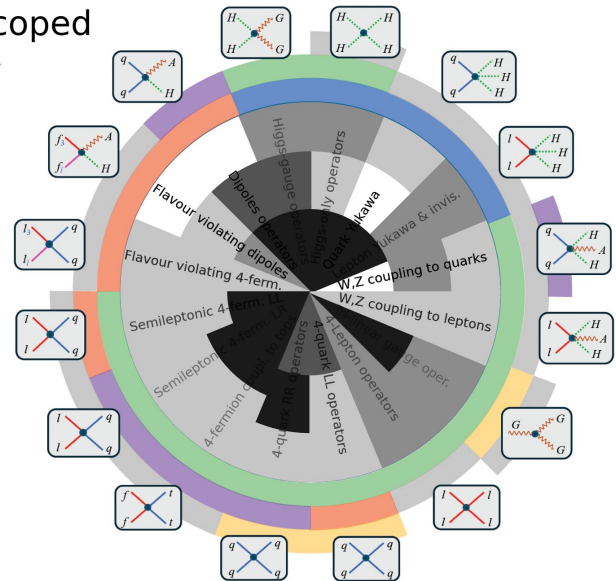 coped
H G
H G
H H
H H
q A
q H
q H
H
q H
f3 A
fl H
l H
H
l H
Higgs-gauge operators
Higgs-only operators
Dipoles operators
Quark Yukawa
Flavour violating dipoles
Lepton Yukawa & invis.
l3 q
l1 q
q H
A
q H
Flavour violating 4-ferm.
W,Z coupling to quarks
Semileptonic 4-ferm. LL
W,Z coupling to leptons
l q
l q
l H
A
l H
Semileptonic 4-ferm. LR
gauge oper.
4-fermion coupl. to tops
4-quark RR operators
4-quark LL operators
4-Lepton operators
l q
l q
G G
G
f t
f t
l l
l l
q q
q q
q q
q q